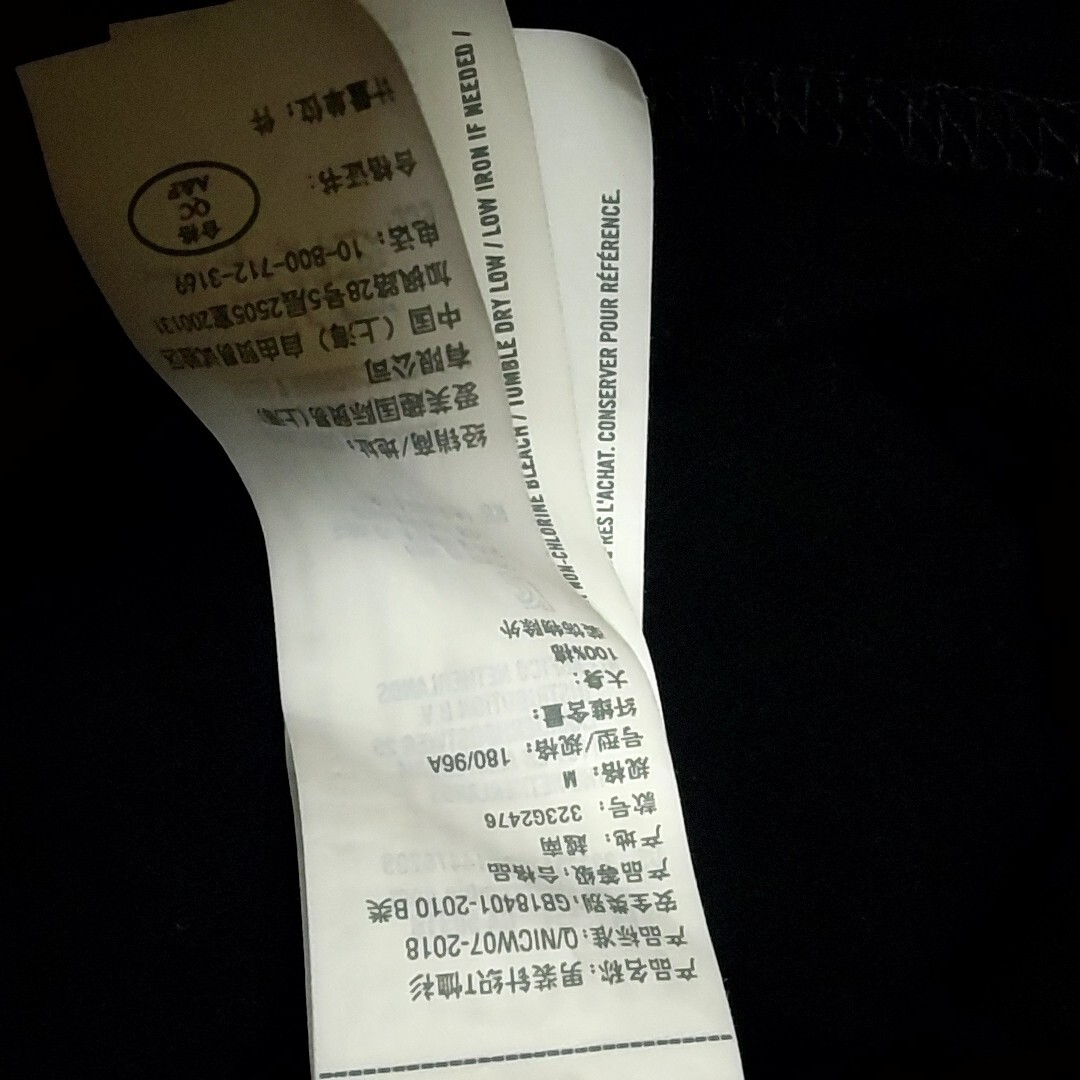 产品名称:男装针织T恤衫
产品标准:Q/NICW07-2018
安全类别:GB18401-2010 B类
产品等级:合格品
产地:越南
款号:323G2476
规格:M
号型/规格:180/96A
纤维含量:
大身:
100%棉
装饰物除外
经销商/地址:
爱芙趣国际贸易(上海)
有限公司
中国(上海)自由贸易试验区
加枫路28号5层2505室200131
电话:10-800-712-3169
合格证书:
合格
QC
A&F
计量单位:件
NON-CHLORINE BLEACH / TUMBLE DRY LOW / LOW IRON IF NEEDED /
L'ACHAT. CONSERVER POUR RÉFÉRENCE.